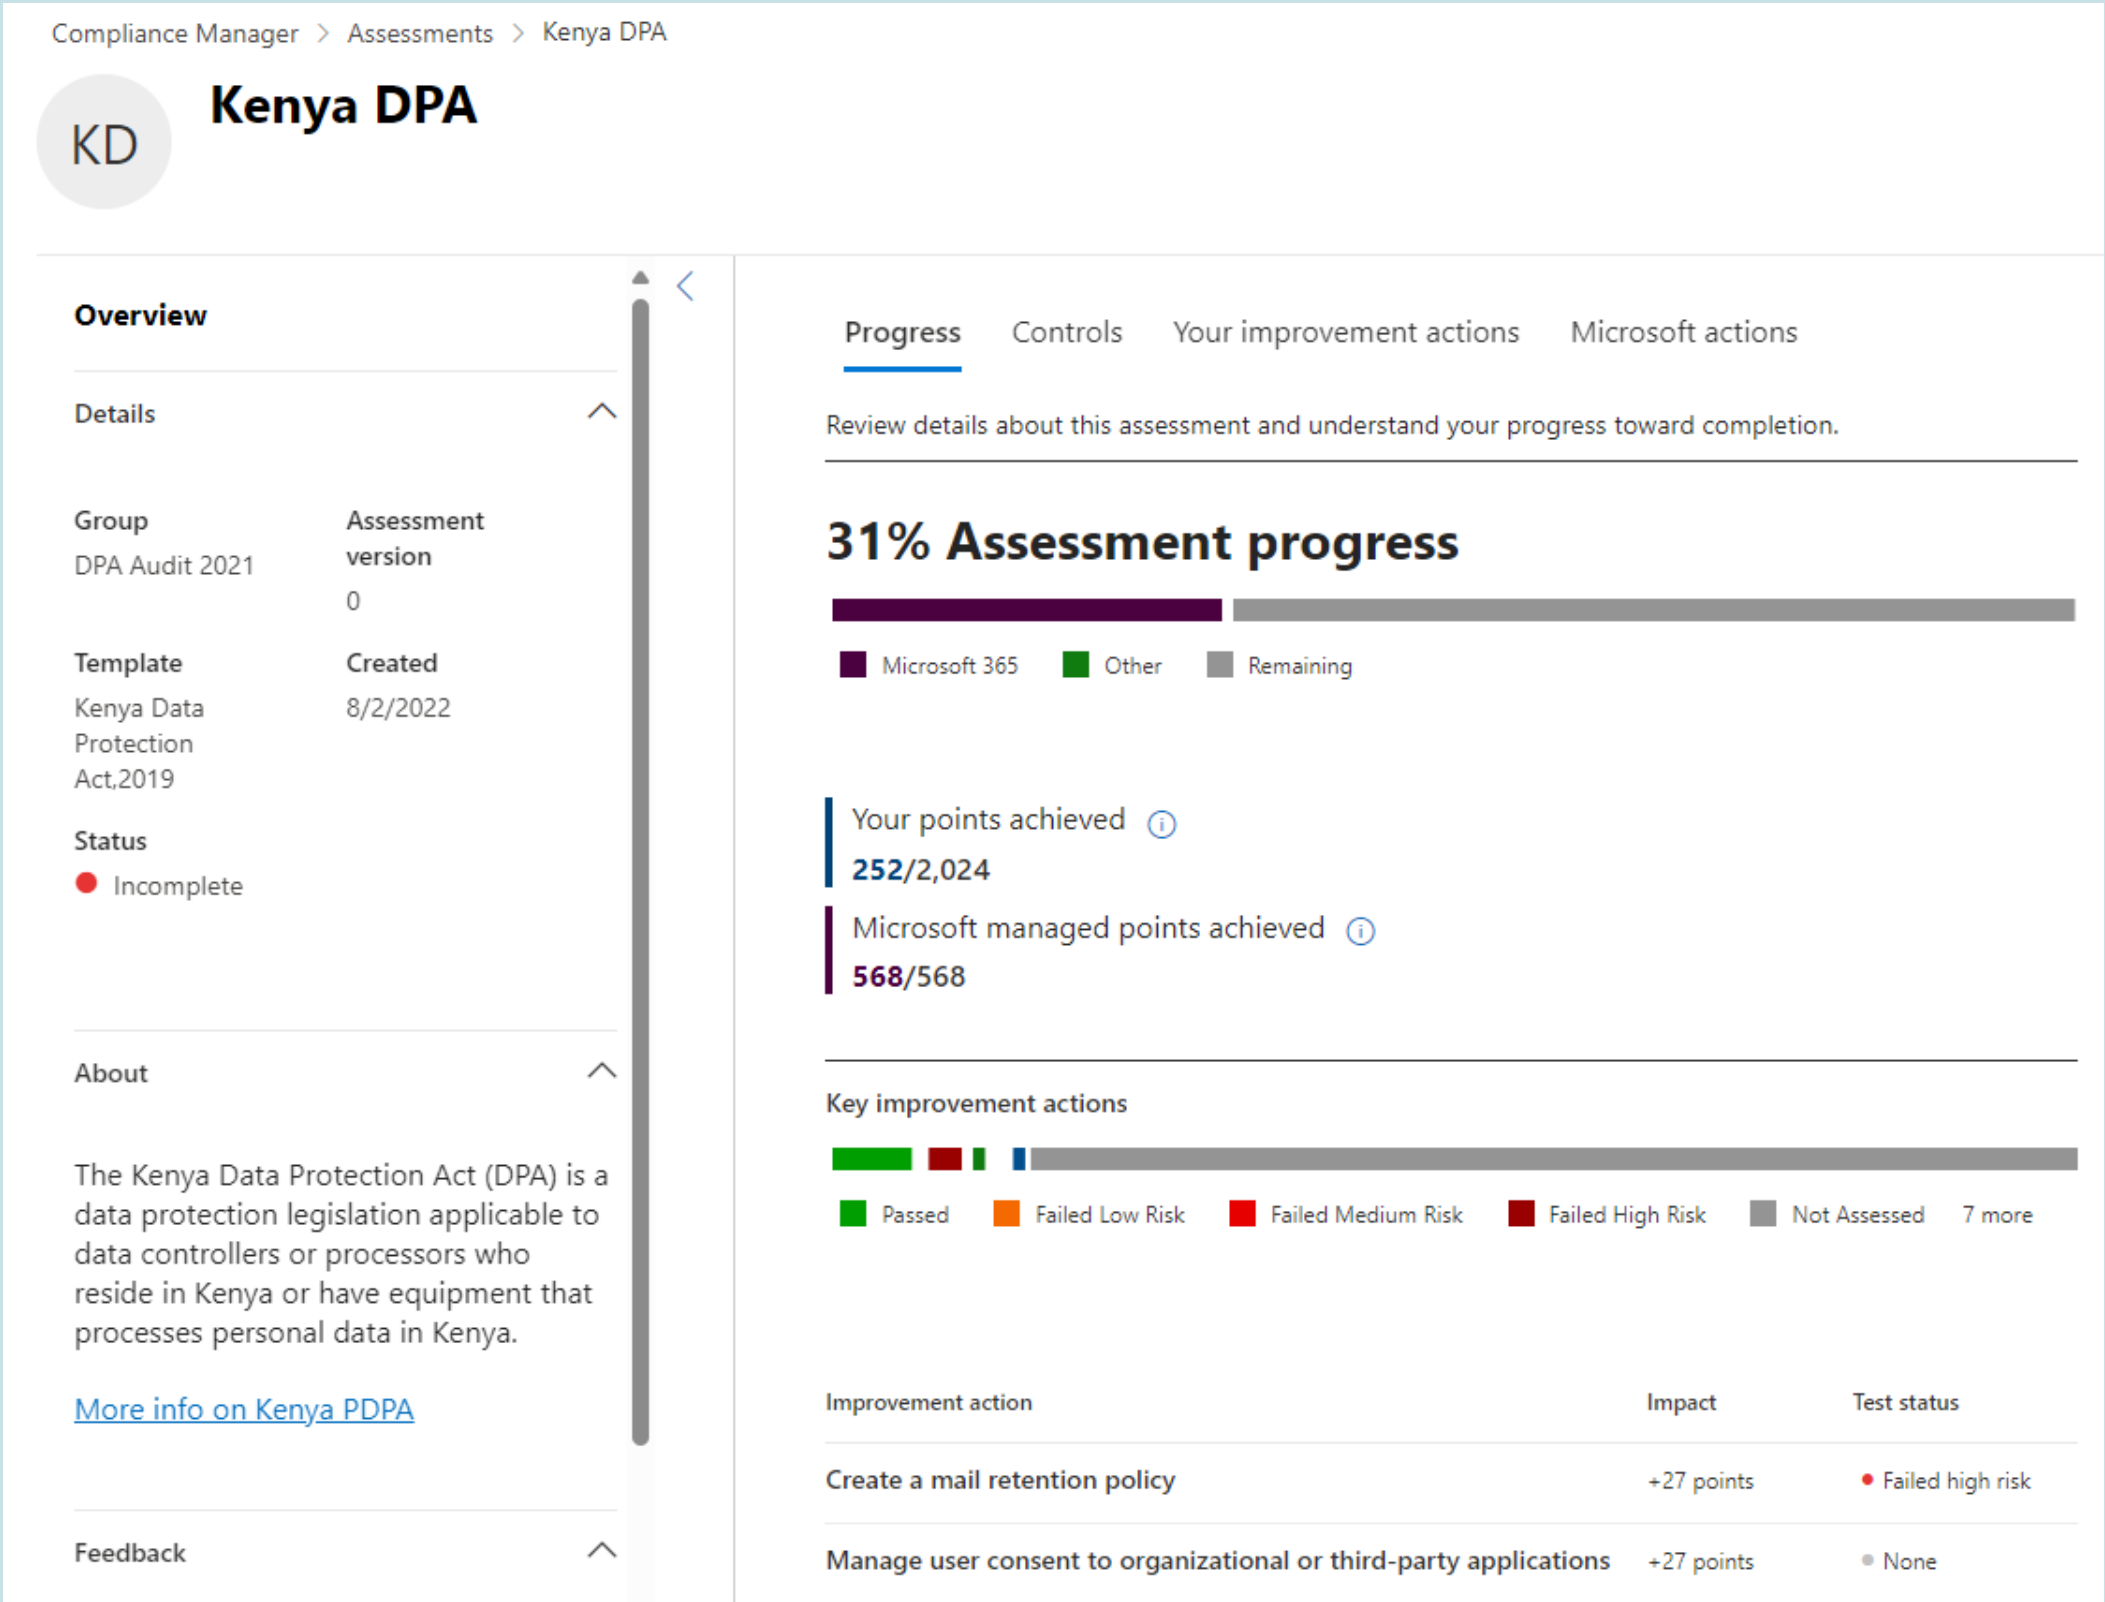 Compliance Manager > Assessments > Kenya DPA
KD
Kenya DPA
Overview
Details
Group
DPA Audit 2021
Assessment
version
0
Template
Kenya Data
Protection
Act,2019
Created
8/2/2022
Status
Incomplete
About
The Kenya Data Protection Act (DPA) is a
data protection legislation applicable to
data controllers or processors who
reside in Kenya or have equipment that
processes personal data in Kenya.
More info on Kenya PDPA
Feedback
Progress Controls Your improvement actions Microsoft actions
Review details about this assessment and understand your progress toward completion.
31% Assessment progress
Microsoft 365 Other Remaining
Your points achieved
252/2,024
Microsoft managed points achieved
568/568
Key improvement actions
Passed Failed Low Risk Failed Medium Risk Failed High Risk Not Assessed 7 more
Improvement action Impact Test status
Create a mail retention policy +27 points Failed high risk
Manage user consent to organizational or third-party applications +27 points None